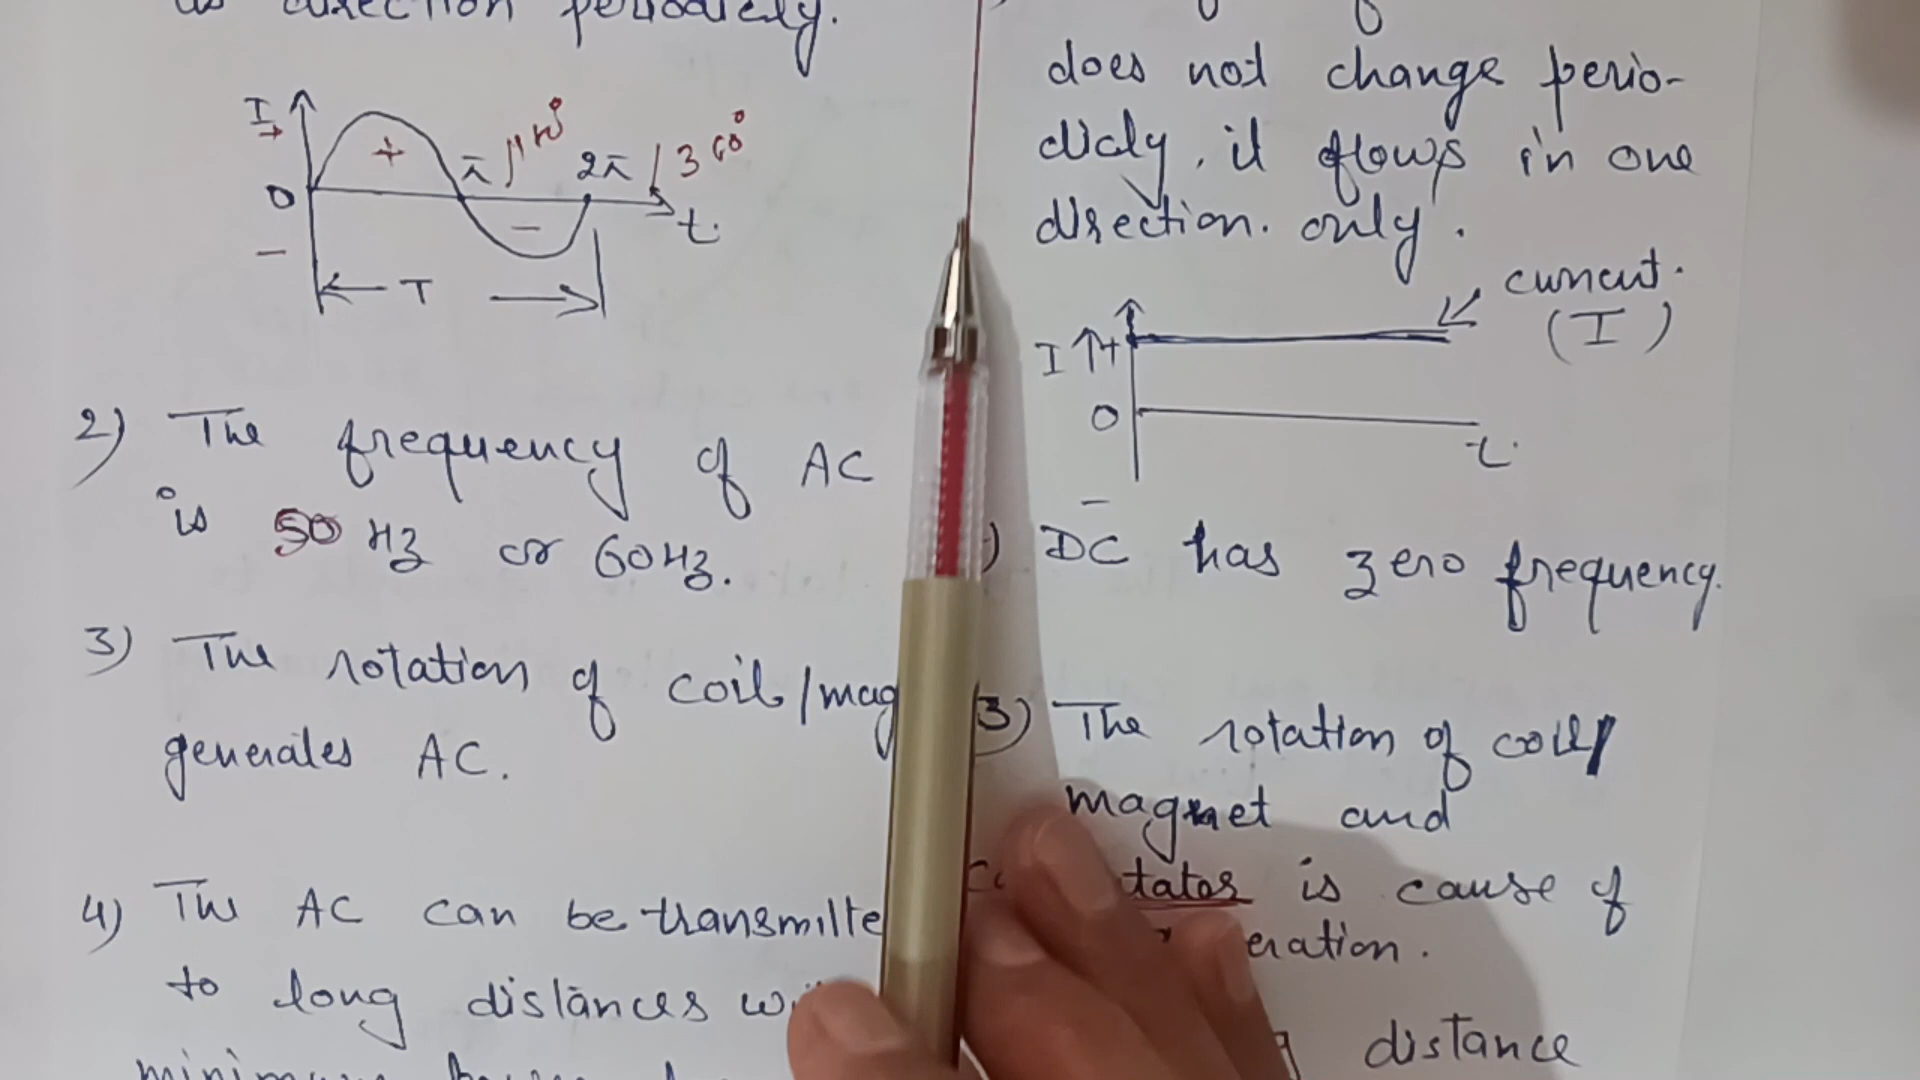 direction periodicaly.
I
+
π/180°
2π/360°
0
-
t.
-
T
2) The frequency of AC
is 50 Hz or 60Hz.
3) The rotation of coil/mag
generates AC.
4) The AC can be transmitte
to long distances
does not change perio-
dicaly, it flows in one
direction. only.
current.
(I)
I ↑ +
0
t.
-
) DC has zero frequency.
3) The rotation of coil/
magnet and
tator is cause of
eration.
distance